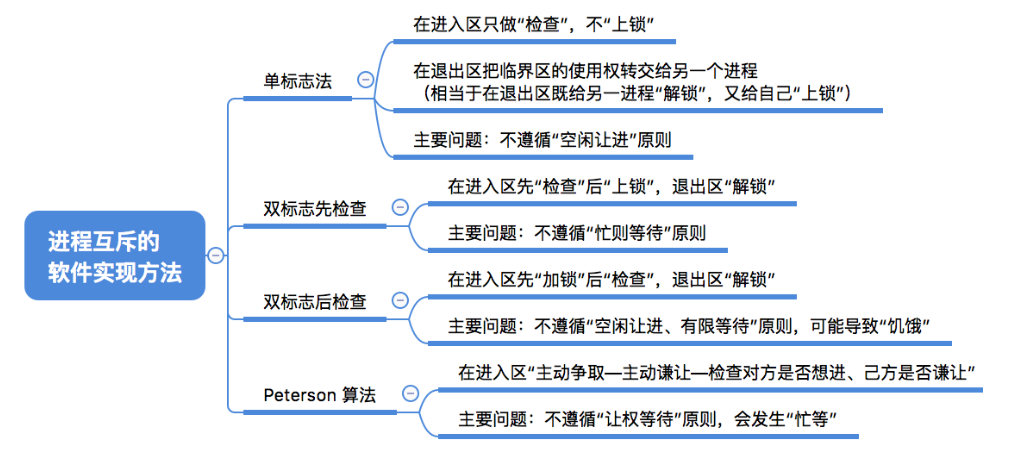 进程互斥的
软件实现方法
单标志法
在进入区只做“检查”，不“上锁”
在退出区把临界区的使用权转交给另一个进程
（相当于在退出区既给另一进程“解锁”，又给自己“上锁”）
主要问题：不遵循“空闲让进”原则
双标志先检查
在进入区先“检查”后“上锁”，退出区“解锁”
主要问题：不遵循“忙则等待”原则
双标志后检查
在进入区先“加锁”后“检查”，退出区“解锁”
主要问题：不遵循“空闲让进、有限等待”原则，可能导致“饥饿”
Peterson 算法
在进入区“主动争取—主动谦让—检查对方是否想进、己方是否谦让”
主要问题：不遵循“让权等待”原则，会发生“忙等”